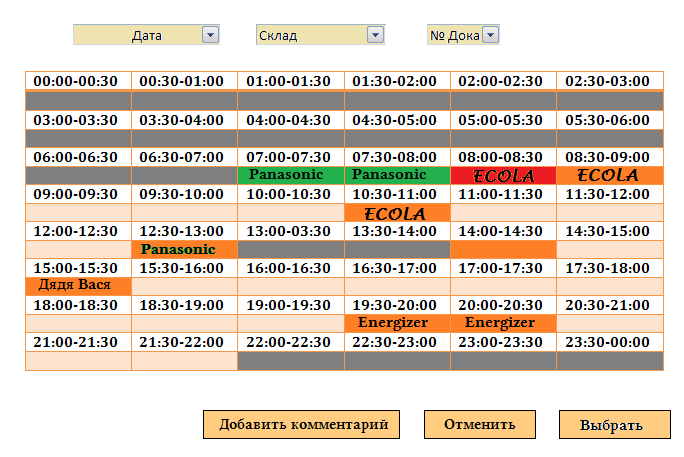 Дата Склад № Дока
00:00-00:30 00:30-01:00 01:00-01:30 01:30-02:00 02:00-02:30 02:30-03:00
03:00-03:30 03:30-04:00 04:00-04:30 04:30-05:00 05:00-05:30 05:30-06:00
06:00-06:30 06:30-07:00 07:00-07:30 07:30-08:00 08:00-08:30 08:30-09:00
Panasonic Panasonic ECOLA ECOLA
09:00-09:30 09:30-10:00 10:00-10:30 10:30-11:00 11:00-11:30 11:30-12:00
ECOLA
12:00-12:30 12:30-13:00 13:00-03:30 13:30-14:00 14:00-14:30 14:30-15:00
Panasonic
15:00-15:30 15:30-16:00 16:00-16:30 16:30-17:00 17:00-17:30 17:30-18:00
Дядя Вася
18:00-18:30 18:30-19:00 19:00-19:30 19:30-20:00 20:00-20:30 20:30-21:00
Energizer Energizer
21:00-21:30 21:30-22:00 22:00-22:30 22:30-23:00 23:00-23:30 23:30-00:00
Добавить комментарий Отменить Выбрать